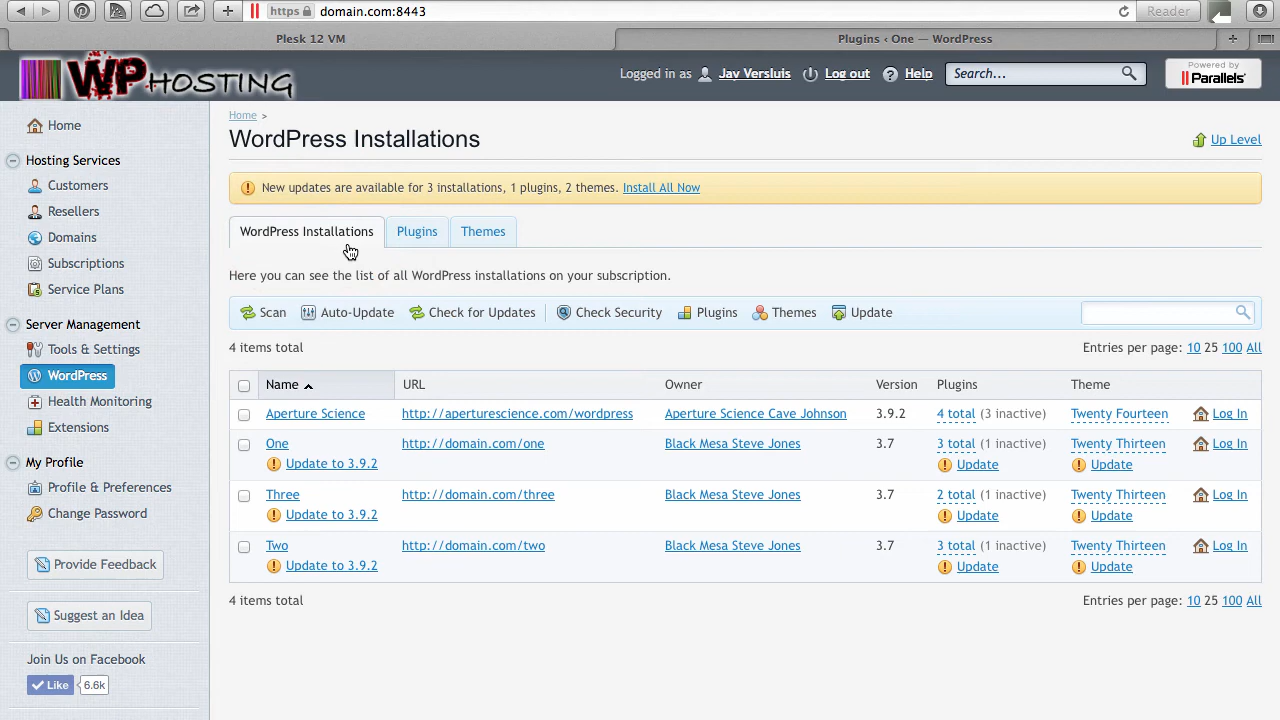 https domain.com:8443
Reader
Plesk 12 VM
Plugins ‹ One — WordPress
WPHOSTING
Logged in as Jay Versluis Log out Help
Search...
Powered by
Parallels
Home
Hosting Services
Customers
Resellers
Domains
Subscriptions
Service Plans
Server Management
Tools & Settings
WordPress
Health Monitoring
Extensions
My Profile
Profile & Preferences
Change Password
Provide Feedback
Suggest an Idea
Join Us on Facebook
Like 6.6k
Home >
WordPress Installations
Up Level
New updates are available for 3 installations, 1 plugins, 2 themes. Install All Now
WordPress Installations Plugins Themes
Here you can see the list of all WordPress installations on your subscription.
Scan Auto-Update Check for Updates Check Security Plugins Themes Update
4 items total Entries per page: 10 25 100 All
Name URL Owner Version Plugins Theme
Aperture Science http://aperturescience.com/wordpress Aperture Science Cave Johnson 3.9.2 4 total (3 inactive) Twenty Fourteen Log In
One http://domain.com/one Black Mesa Steve Jones 3.7 3 total (1 inactive) Twenty Thirteen Log In
Update to 3.9.2 Update Update
Three http://domain.com/three Black Mesa Steve Jones 3.7 2 total (1 inactive) Twenty Thirteen Log In
Update to 3.9.2 Update Update
Two http://domain.com/two Black Mesa Steve Jones 3.7 3 total (1 inactive) Twenty Thirteen Log In
Update to 3.9.2 Update Update
4 items total Entries per page: 10 25 100 All